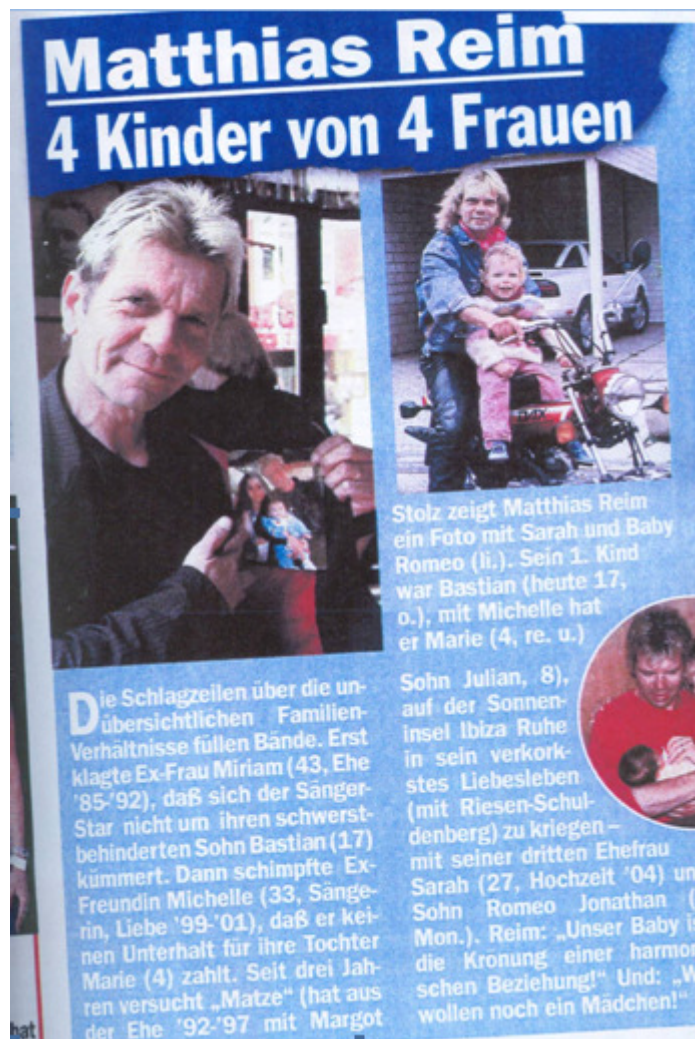 Matthias Reim
4 Kinder von 4 Frauen
Stolz zeigt Matthias Reim
ein Foto mit Sarah und Baby
Romeo (li.). Sein 1. Kind
war Bastian (heute 17,
o.), mit Michelle hat
er Marie (4, re. u.)
Die Schlagzeilen über die un-
übersichtlichen Familien-
Verhältnisse füllen Bände. Erst
klagte Ex-Frau Miriam (43, Ehe
'85-'92), daß sich der Sänger-
Star nicht um ihren schwerst-
behinderten Sohn Bastian (17)
kümmert. Dann schimpfte Ex-
Freundin Michelle (33, Sänge-
rin, Liebe '99-'01), daß er kei-
nen Unterhalt für ihre Tochter
Marie (4) zahlt. Seit drei Jah-
ren versucht „Matze" (hat aus
der Ehe '92-'97 mit Margot
Sohn Julian, 8),
auf der Sonnen-
insel Ibiza Ruhe
in sein verkork-
stes Liebesleben
(mit Riesen-Schul-
denberg) zu kriegen –
mit seiner dritten Ehefrau
Sarah (27, Hochzeit '04) un
Sohn Romeo Jonathan (
Mon.). Reim: „Unser Baby is
die Kronung einer harmo
schen Beziehung!" Und: „W
wollen noch ein Mädchen!"
hat